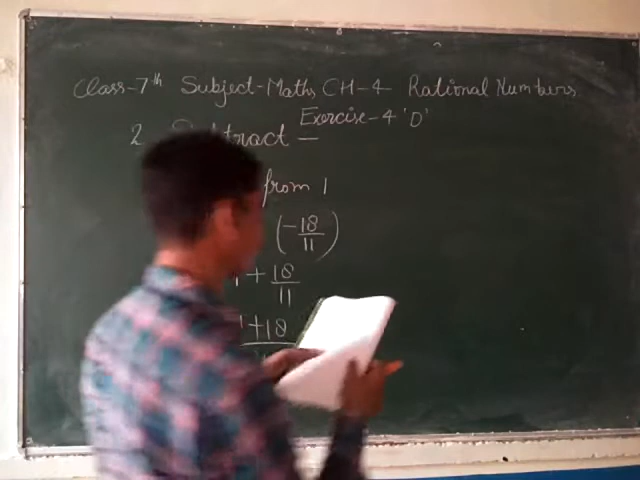 Class-7th Subject-Maths CH-4 Rational Numbers
Exercise-4 'D'
2 Subtract —
from 1
(-18/11)
+ 18/11
1+18